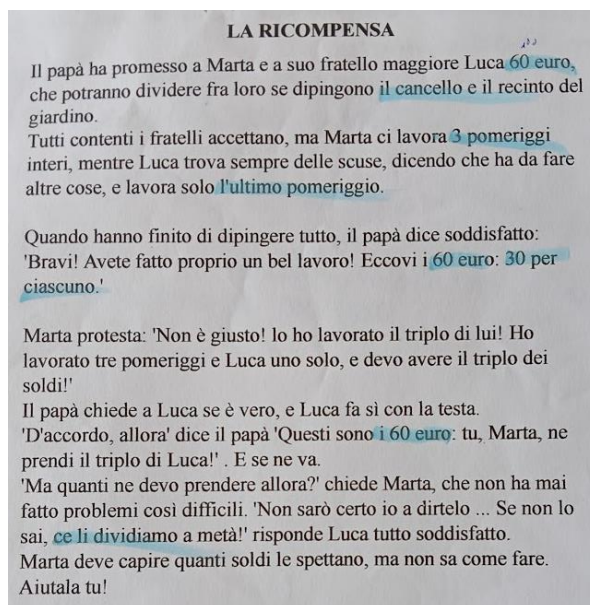 LA RICOMPENSA
Il papà ha promesso a Marta e a suo fratello maggiore Luca 60 euro,
che potranno dividere fra loro se dipingono il cancello e il recinto del
giardino.
Tutti contenti i fratelli accettano, ma Marta ci lavora 3 pomeriggi
interi, mentre Luca trova sempre delle scuse, dicendo che ha da fare
altre cose, e lavora solo l'ultimo pomeriggio.
Quando hanno finito di dipingere tutto, il papà dice soddisfatto:
'Bravi! Avete fatto proprio un bel lavoro! Eccovi i 60 euro: 30 per
ciascuno.'
Marta protesta: 'Non è giusto! Io ho lavorato il triplo di lui! Ho
lavorato tre pomeriggi e Luca uno solo, e devo avere il triplo dei
soldi!'
Il papà chiede a Luca se è vero, e Luca fa sì con la testa.
'D'accordo, allora' dice il papà 'Questi sono i 60 euro: tu, Marta, ne
prendi il triplo di Luca!' . E se ne va.
'Ma quanti ne devo prendere allora?' chiede Marta, che non ha mai
fatto problemi così difficili. 'Non sarò certo io a dirtelo ... Se non lo
sai, ce li dividiamo a metà!' risponde Luca tutto soddisfatto.
Marta deve capire quanti soldi le spettano, ma non sa come fare.
Aiutala tu!